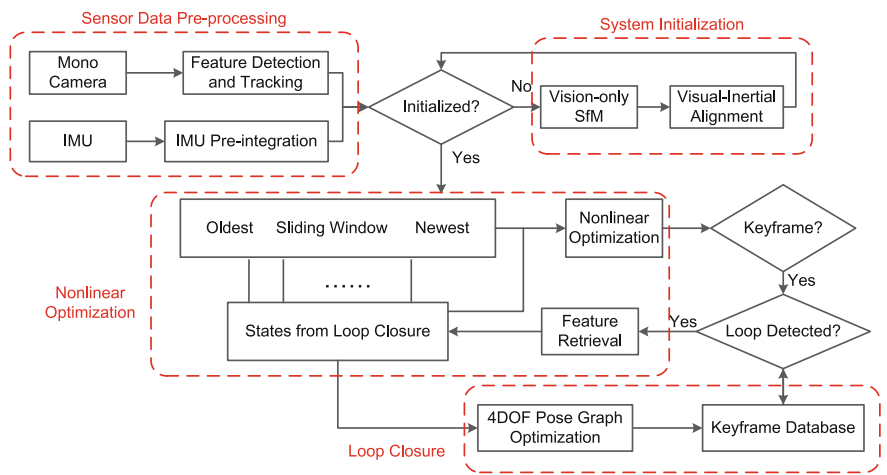 Sensor Data Pre-processing
System Initialization
Mono
Camera
Feature Detection
and Tracking
Initialized?
No
Vision-only
SfM
Visual-Inertial
Alignment
IMU
IMU Pre-integration
Yes
Oldest
Sliding Window
Newest
Nonlinear
Optimization
Keyframe?
......
Yes
Nonlinear
Optimization
States from Loop Closure
Feature
Retrieval
Yes
Loop Detected?
4DOF Pose Graph
Optimization
Keyframe Database
Loop Closure